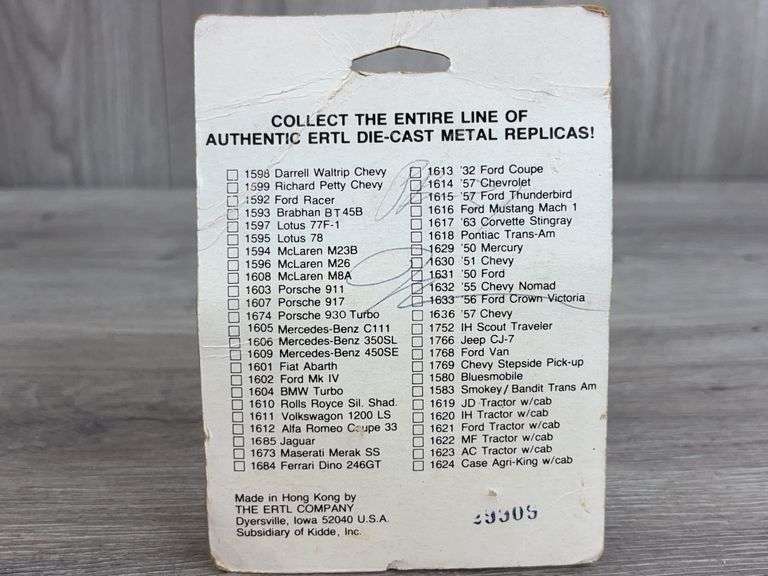 COLLECT THE ENTIRE LINE OF
AUTHENTIC ERTL DIE-CAST METAL REPLICAS!
1598 Darrell Waltrip Chevy
1599 Richard Petty Chevy
1592 Ford Racer
1593 Brabhan BT45B
1597 Lotus 77F-1
1595 Lotus 78
1594 McLaren M23B
1596 McLaren M26
1608 McLaren M8A
1603 Porsche 911
1607 Porsche 917
1674 Porsche 930 Turbo
1605 Mercedes-Benz C111
1606 Mercedes-Benz 350SL
1609 Mercedes-Benz 450SE
1601 Fiat Abarth
1602 Ford Mk IV
1604 BMW Turbo
1610 Rolls Royce Sil. Shad.
1611 Volkswagon 1200 LS
1612 Alfa Romeo Coupe 33
1685 Jaguar
1673 Maserati Merak SS
1684 Ferrari Dino 246GT
1613 '32 Ford Coupe
1614 '57 Chevrolet
1615 '57 Ford Thunderbird
1616 Ford Mustang Mach 1
1617 '63 Corvette Stingray
1618 Pontiac Trans-Am
1629 '50 Mercury
1630 '51 Chevy
1631 '50 Ford
1632 '55 Chevy Nomad
1633 '56 Ford Crown Victoria
1636 '57 Chevy
1752 IH Scout Traveler
1766 Jeep CJ-7
1768 Ford Van
1769 Chevy Stepside Pick-up
1580 Bluesmobile
1583 Smokey/Bandit Trans Am
1619 JD Tractor w/cab
1620 IH Tractor w/cab
1621 Ford Tractor w/cab
1622 MF Tractor w/cab
1623 AC Tractor w/cab
1624 Case Agri-King w/cab
Made in Hong Kong by
THE ERTL COMPANY
Dyersville, Iowa 52040 U.S.A.
Subsidiary of Kidde, Inc.